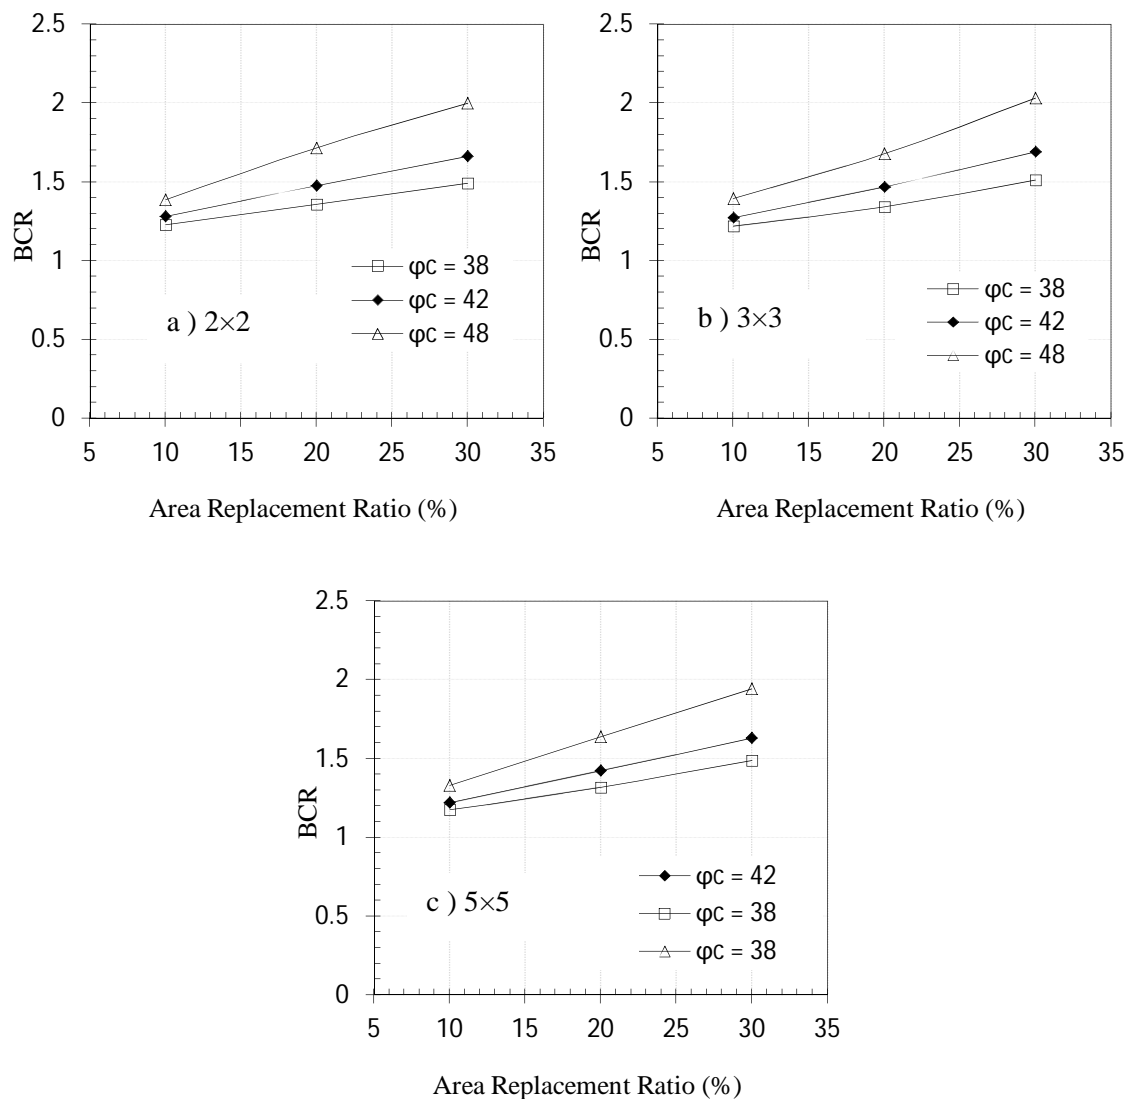 2.5
2
1.5
1
0.5
0
BCR
φc = 38
φc = 42
φc = 48
a ) 2×2
5 10 15 20 25 30 35
Area Replacement Ratio (%)
2.5
2
1.5
1
0.5
0
BCR
φc = 38
φc = 42
φc = 48
b ) 3×3
5 10 15 20 25 30 35
Area Replacement Ratio (%)
2.5
2
1.5
1
0.5
0
BCR
φc = 42
φc = 38
φc = 38
c ) 5×5
5 10 15 20 25 30 35
Area Replacement Ratio (%)